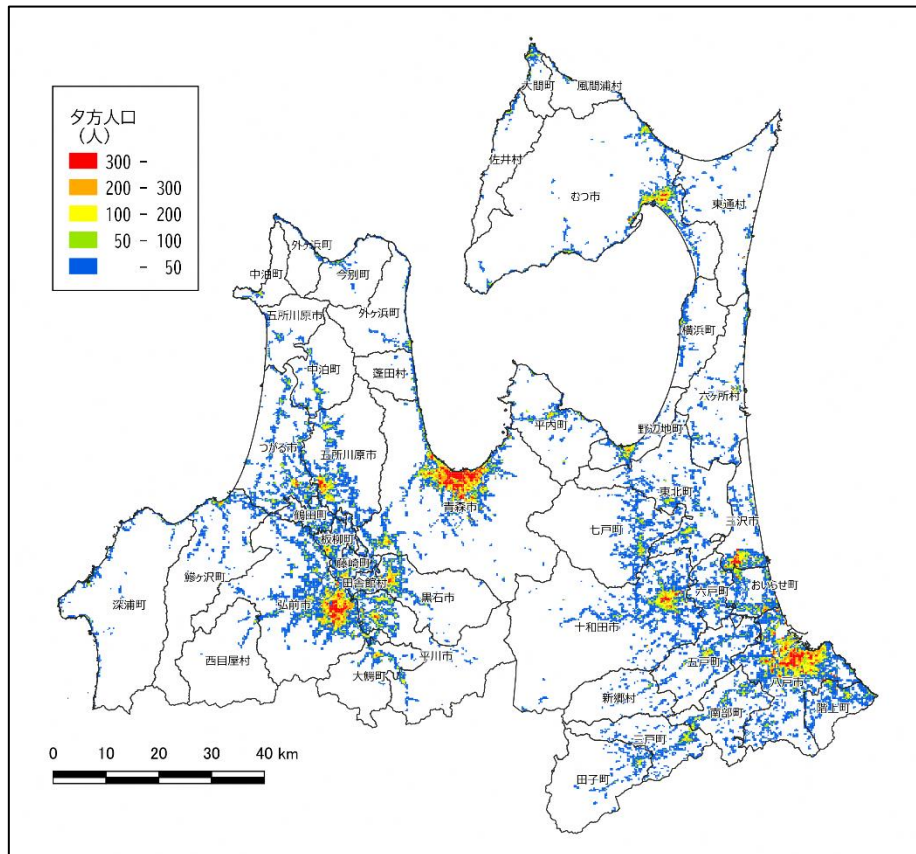 大間町
風間浦村
夕方人口
（人）
300 -
200 - 300
100 - 200
50 - 100
- 50
佐井村
むつ市
東通村
外ヶ浜町
中泊町
今別町
五所川原市
外ヶ浜町
横浜町
中泊町
蓬田村
六ヶ所村
平内町
野辺地町
つがる市
五所川原市
青森市
東北町
鶴田町
七戸町
三沢市
板柳町
藤崎町
鰺ヶ沢町
田舎館村
おいらせ町
六戸町
深浦町
弘前市
黒石市
十和田市
西目屋村
平川市
五戸町
大鰐町
八戸市
新郷村
南部町
階上町
三戸町
田子町
0 10 20 30 40 km